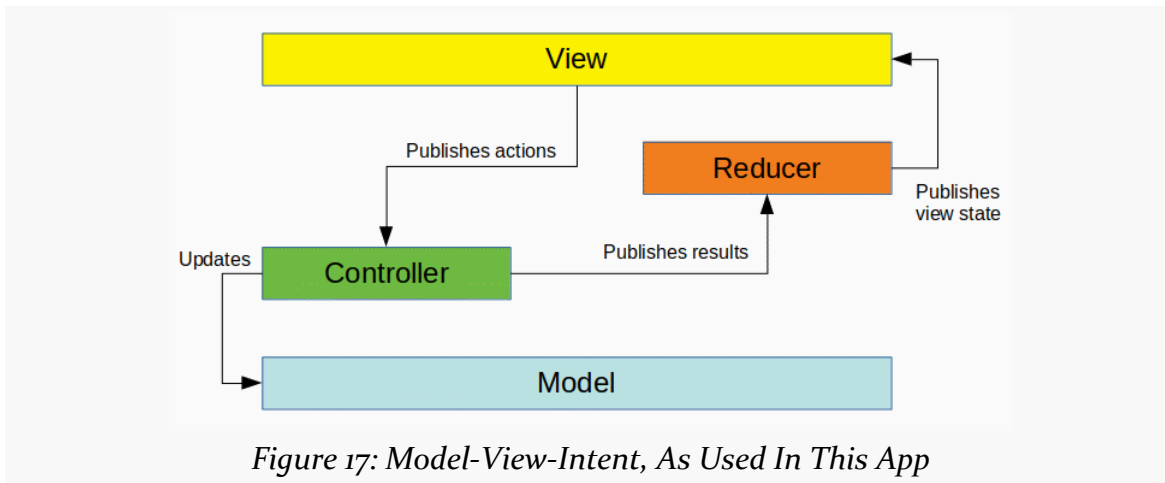 View
Publishes actions
Reducer
Publishes
view state
Updates
Controller
Publishes results
Model
Figure 17: Model-View-Intent, As Used In This App